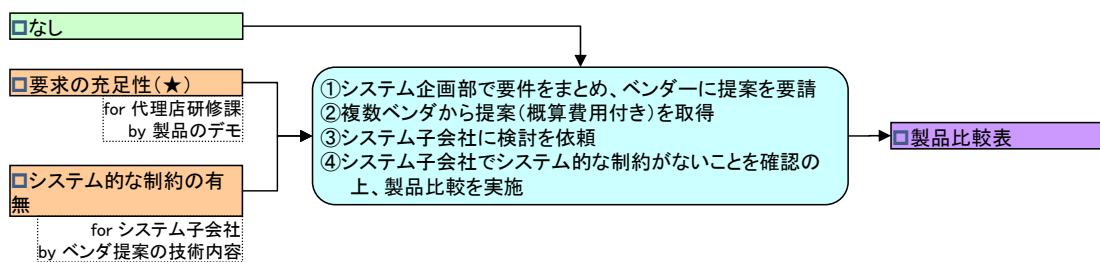 □なし
□要求の充足性(★)
for 代理店研修課
by 製品のデモ
□システム的な制約の有
無
for システム子会社
by ベンダ提案の技術内容
①システム企画部で要件をまとめ、ベンダーに提案を要請
②複数ベンダから提案(概算費用付き)を取得
③システム子会社に検討を依頼
④システム子会社でシステム的な制約がないことを確認の
上、製品比較を実施
□製品比較表